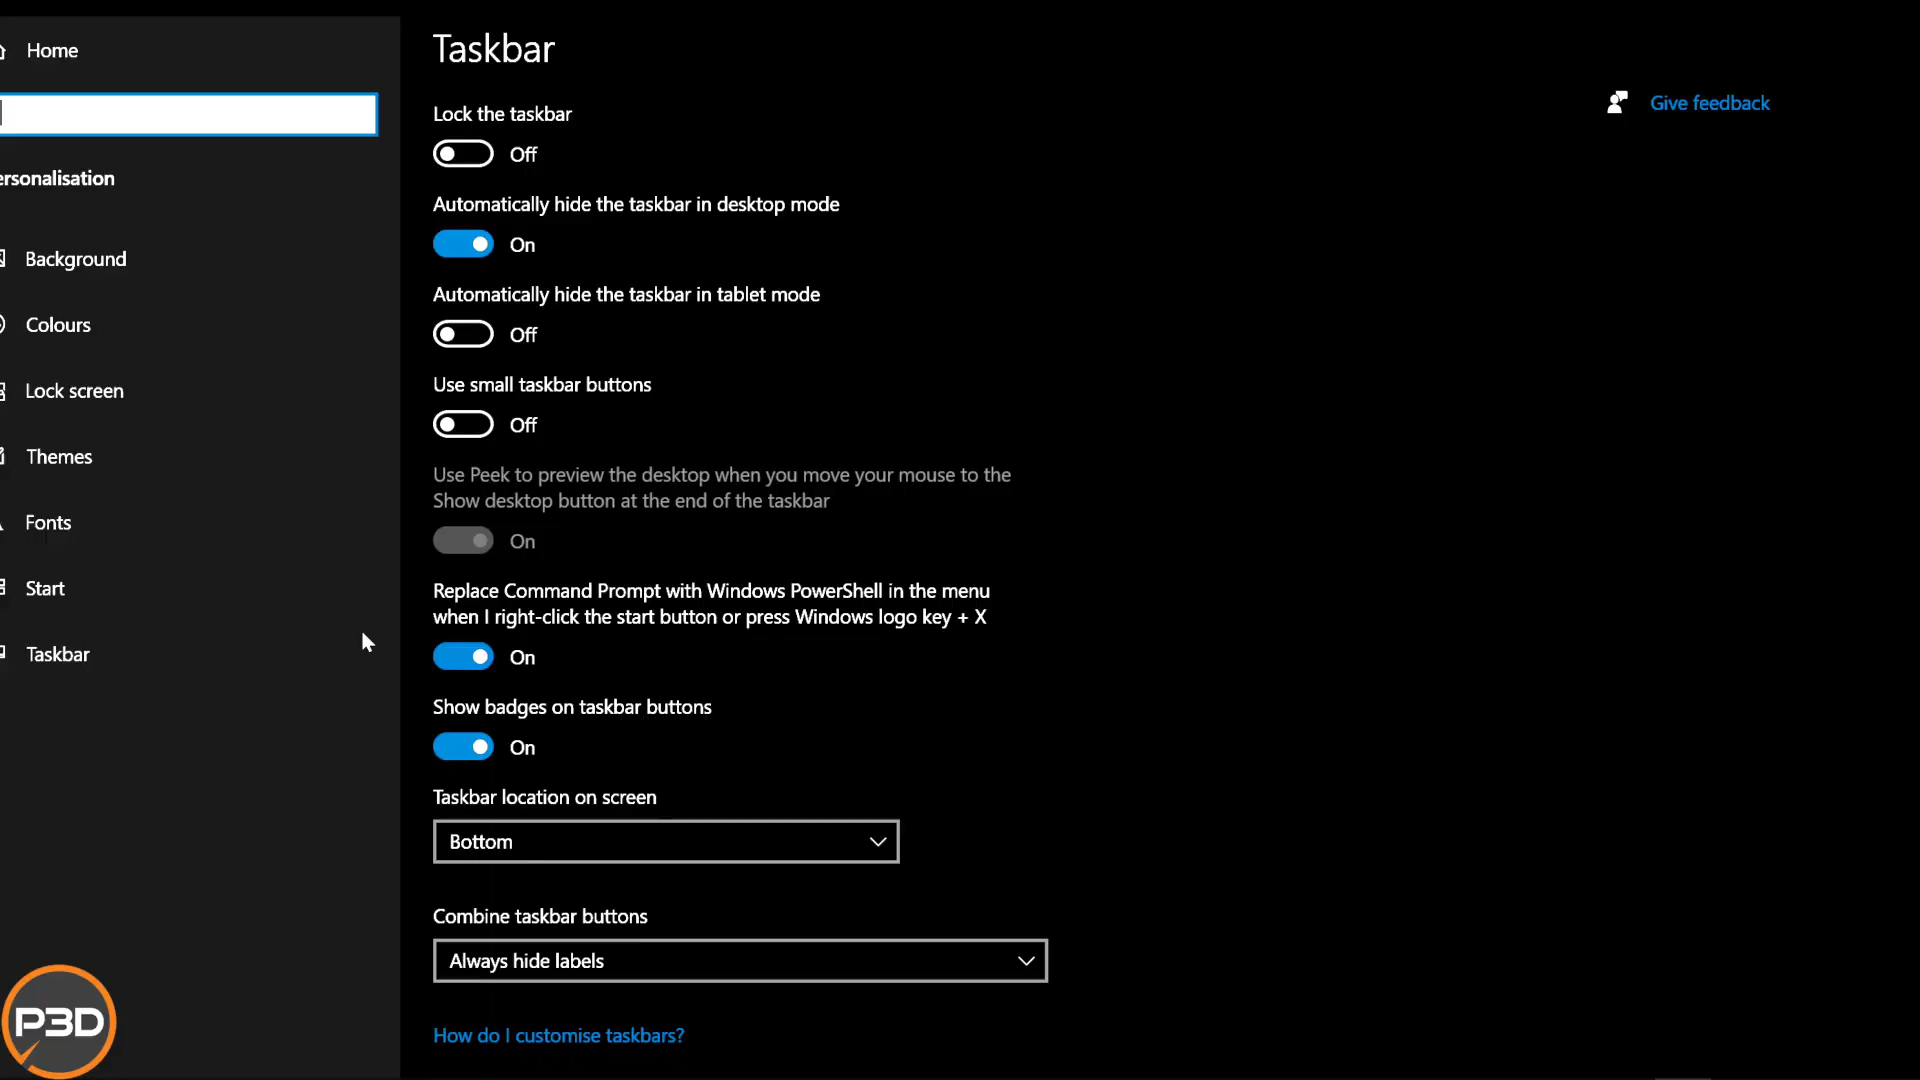 Home
ersonalisation
Background
Colours
Lock screen
Themes
Fonts
Start
Taskbar
P3D
Taskbar
Lock the taskbar
Off
Automatically hide the taskbar in desktop mode
On
Automatically hide the taskbar in tablet mode
Off
Use small taskbar buttons
Off
Use Peek to preview the desktop when you move your mouse to the
Show desktop button at the end of the taskbar
On
Replace Command Prompt with Windows PowerShell in the menu
when I right-click the start button or press Windows logo key + X
On
Show badges on taskbar buttons
On
Taskbar location on screen
Bottom
Combine taskbar buttons
Always hide labels
How do I customise taskbars?
Give feedback